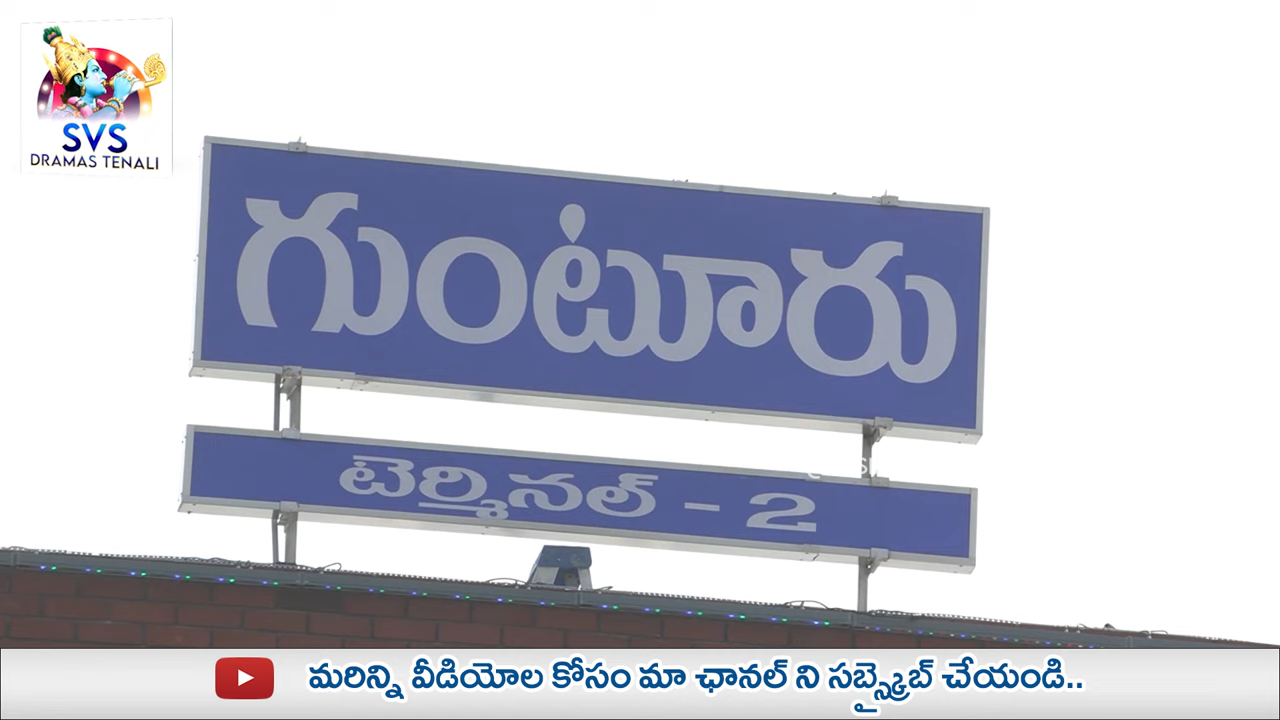 SVS
DRAMAS TENALI
గుంటూరు
టెర్మినల్ - 2
మరిన్ని వీడియోల కోసం మా ఛానల్ ని సబ్స్క్రైబ్ చేయండి..